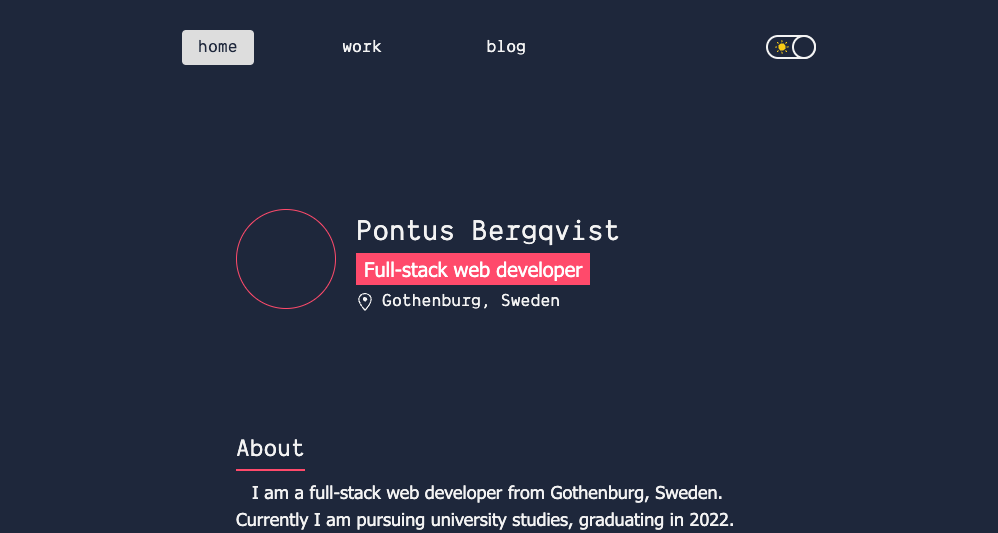 home work blog
Pontus Bergqvist
Full-stack web developer
Gothenburg, Sweden
About
I am a full-stack web developer from Gothenburg, Sweden.
Currently I am pursuing university studies, graduating in 2022.